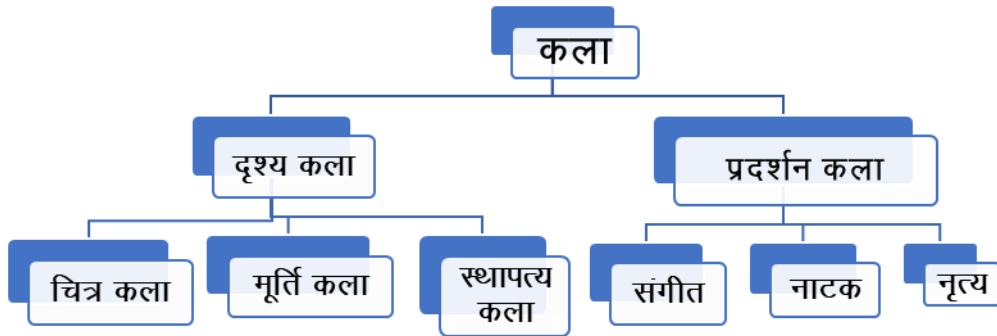 कला
दृश्य कला
प्रदर्शन कला
चित्र कला
मूर्ति कला
स्थापत्य
कला
संगीत
नाटक
नृत्य